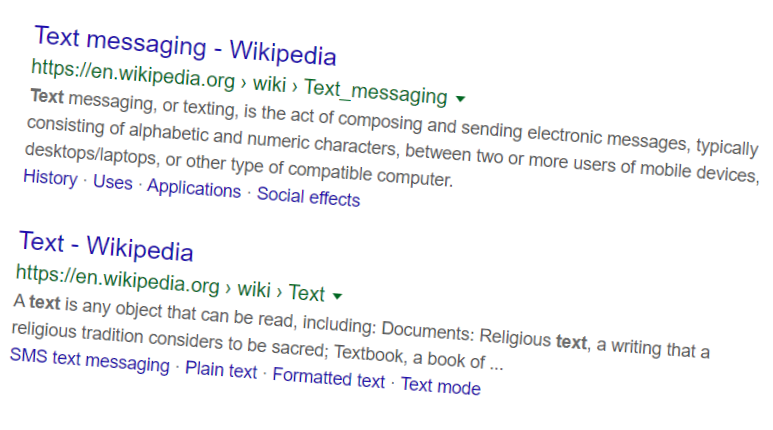 Text messaging - Wikipedia
https://en.wikipedia.org › wiki › Text_messaging
Text messaging, or texting, is the act of composing and sending electronic messages, typically
consisting of alphabetic and numeric characters, between two or more users of mobile devices,
desktops/laptops, or other type of compatible computer.
History · Uses · Applications · Social effects
Text - Wikipedia
https://en.wikipedia.org › wiki › Text
A text is any object that can be read, including: Documents: Religious text, a writing that a
religious tradition considers to be sacred; Textbook, a book of ...
SMS text messaging · Plain text · Formatted text · Text mode